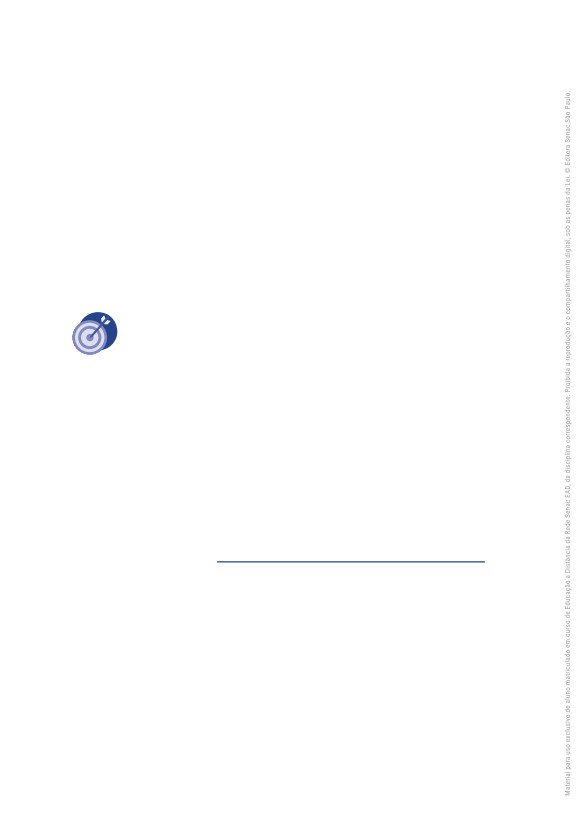 Material para uso exclusivo de aluno matriculado em curso de Educação a Distância da Rede Senac EAD, da disciplina correspondente. Proibida a reprodução e o compartilhamento digital, sob as penas da Lei. © Editora Senac São Paulo.